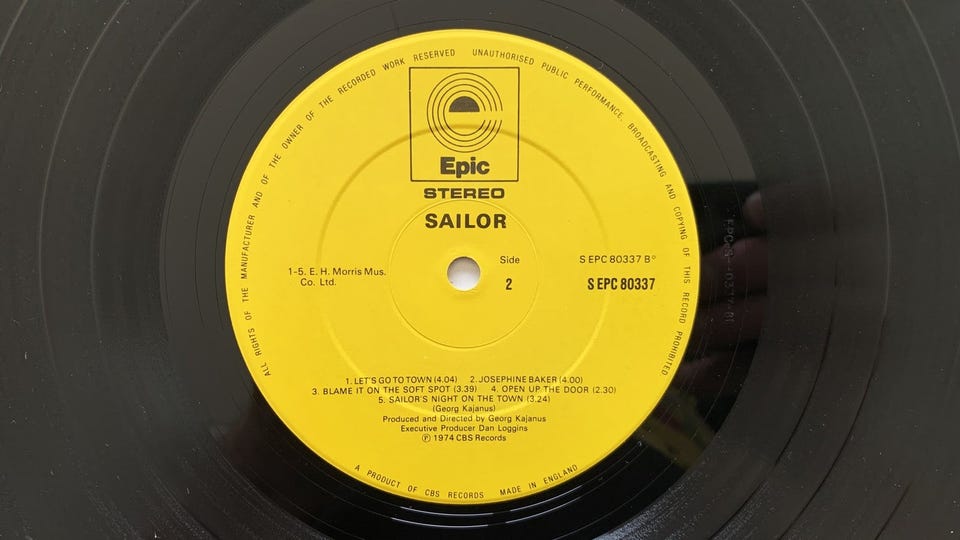 ALL RIGHTS OF THE MANUFACTURER AND OF THE OWNER OF THE RECORDED WORK RESERVED UNAUTHORISED PUBLIC PERFORMANCE, BROADCASTING AND COPYING OF THIS RECORD PROHIBITED
Epic
STEREO
SAILOR
1-5. E. H. Morris Mus.
Co. Ltd.
Side
2
S EPC 80337 B°
S EPC 80337
1. LET'S GO TO TOWN (4.04) 2. JOSEPHINE BAKER (4.00)
3. BLAME IT ON THE SOFT SPOT (3.39) 4. OPEN UP THE DOOR (2.30)
5. SAILOR'S NIGHT ON THE TOWN (3.24)
(Georg Kajanus)
Produced and Directed by Georg Kajanus
Executive Producer Dan Loggins
℗ 1974 CBS Records
A PRODUCT OF CBS RECORDS MADE IN ENGLAND